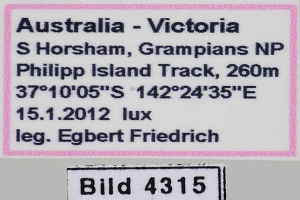 Australia - Victoria
S Horsham, Grampians NP
Philipp Island Track, 260m
37°10'05"S 142°24'35"E
15.1.2012 lux
leg. Egbert Friedrich
Bild 4315